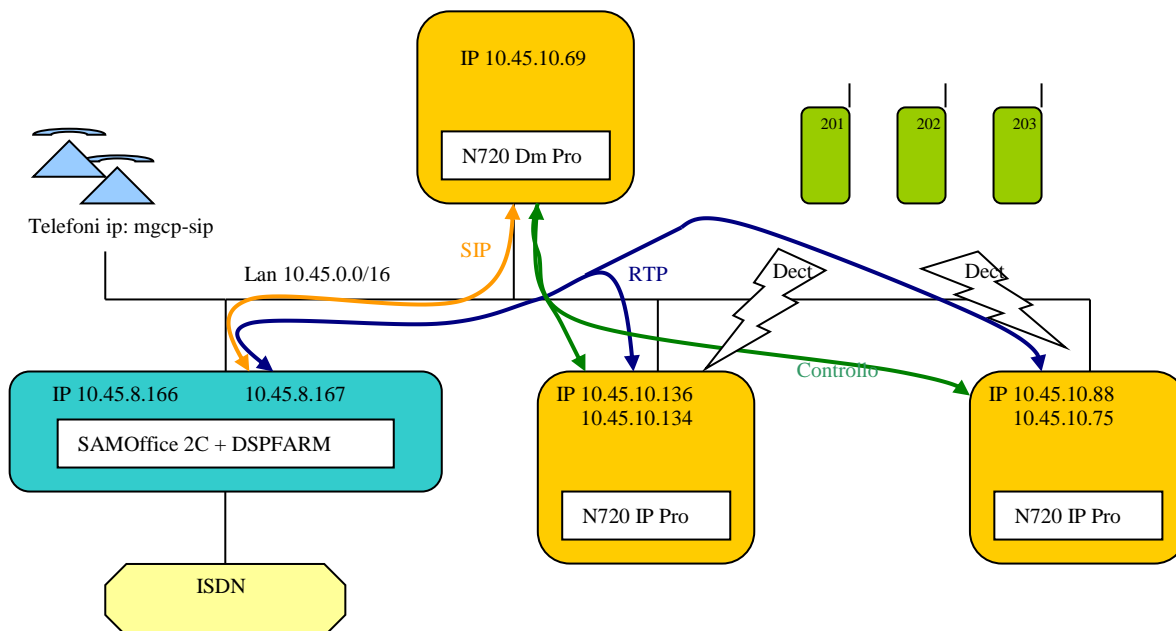 IP 10.45.10.69
N720 Dm Pro
201
202
203
Telefoni ip: mgcp-sip
SIP
Lan 10.45.0.0/16
RTP
Dect
Dect
Controllo
IP 10.45.8.166
10.45.8.167
SAMOffice 2C + DSPFARM
IP 10.45.10.136
10.45.10.134
N720 IP Pro
IP 10.45.10.88
10.45.10.75
N720 IP Pro
ISDN